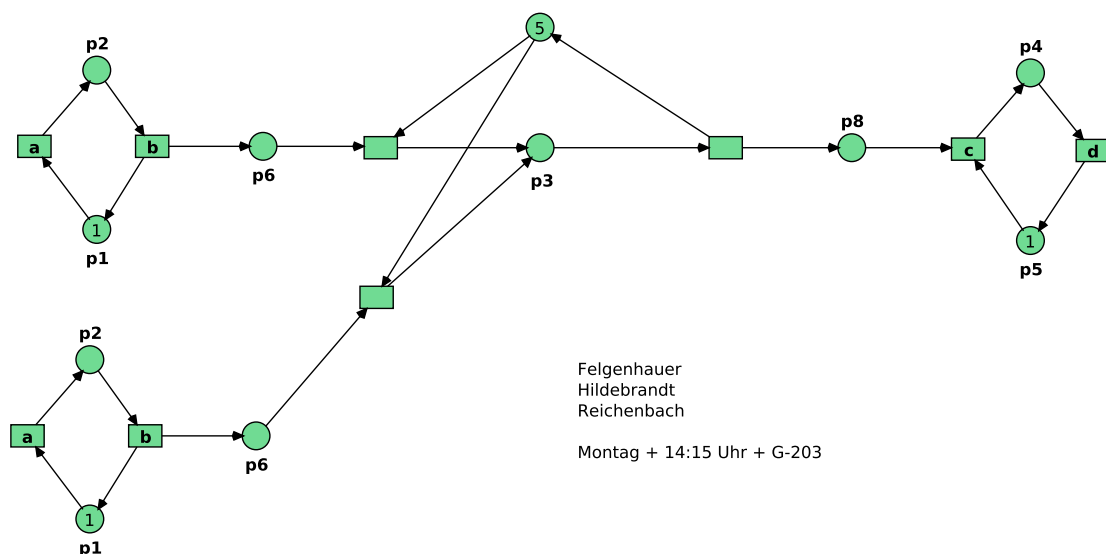 5
p2
p4
p8
a
b
c
d
p6
p3
1
1
p1
p5
p2
Felgenhauer
Hildebrandt
Reichenbach
a
b
Montag + 14:15 Uhr + G-203
p6
1
p1